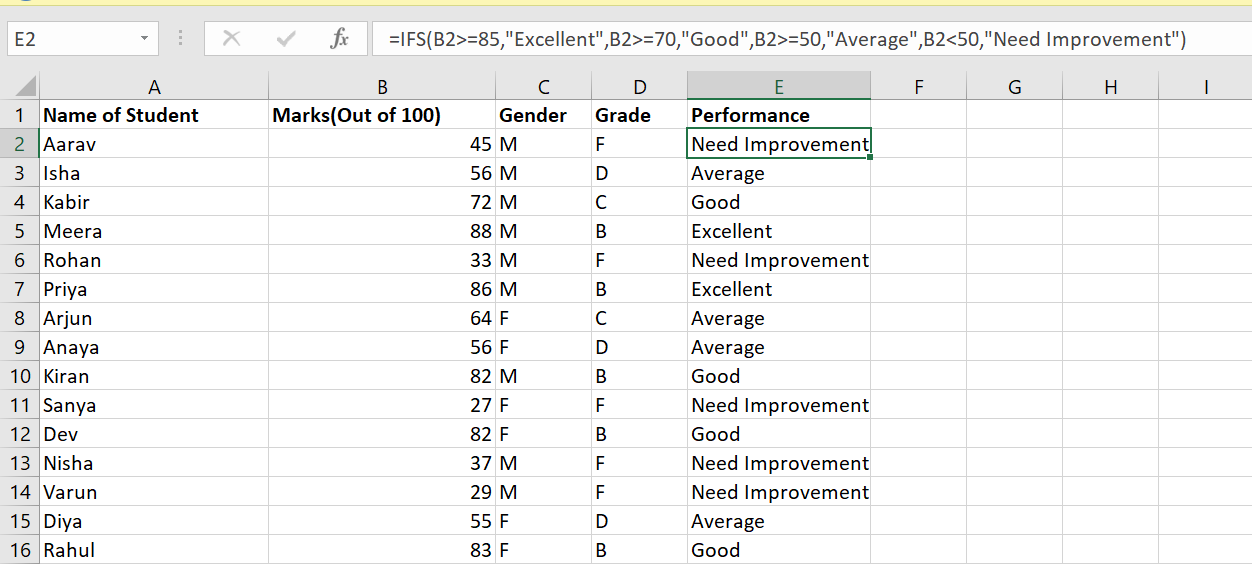 E2 fx =IFS(B2>=85,"Excellent",B2>=70,"Good",B2>=50,"Average",B2<50,"Need Improvement")
A B C D E F G H I
1 Name of Student Marks(Out of 100) Gender Grade Performance
2 Aarav 45 M F Need Improvement
3 Isha 56 M D Average
4 Kabir 72 M C Good
5 Meera 88 M B Excellent
6 Rohan 33 M F Need Improvement
7 Priya 86 M B Excellent
8 Arjun 64 F C Average
9 Anaya 56 F D Average
10 Kiran 82 M B Good
11 Sanya 27 F F Need Improvement
12 Dev 82 F B Good
13 Nisha 37 M F Need Improvement
14 Varun 29 M F Need Improvement
15 Diya 55 F D Average
16 Rahul 83 F B Good